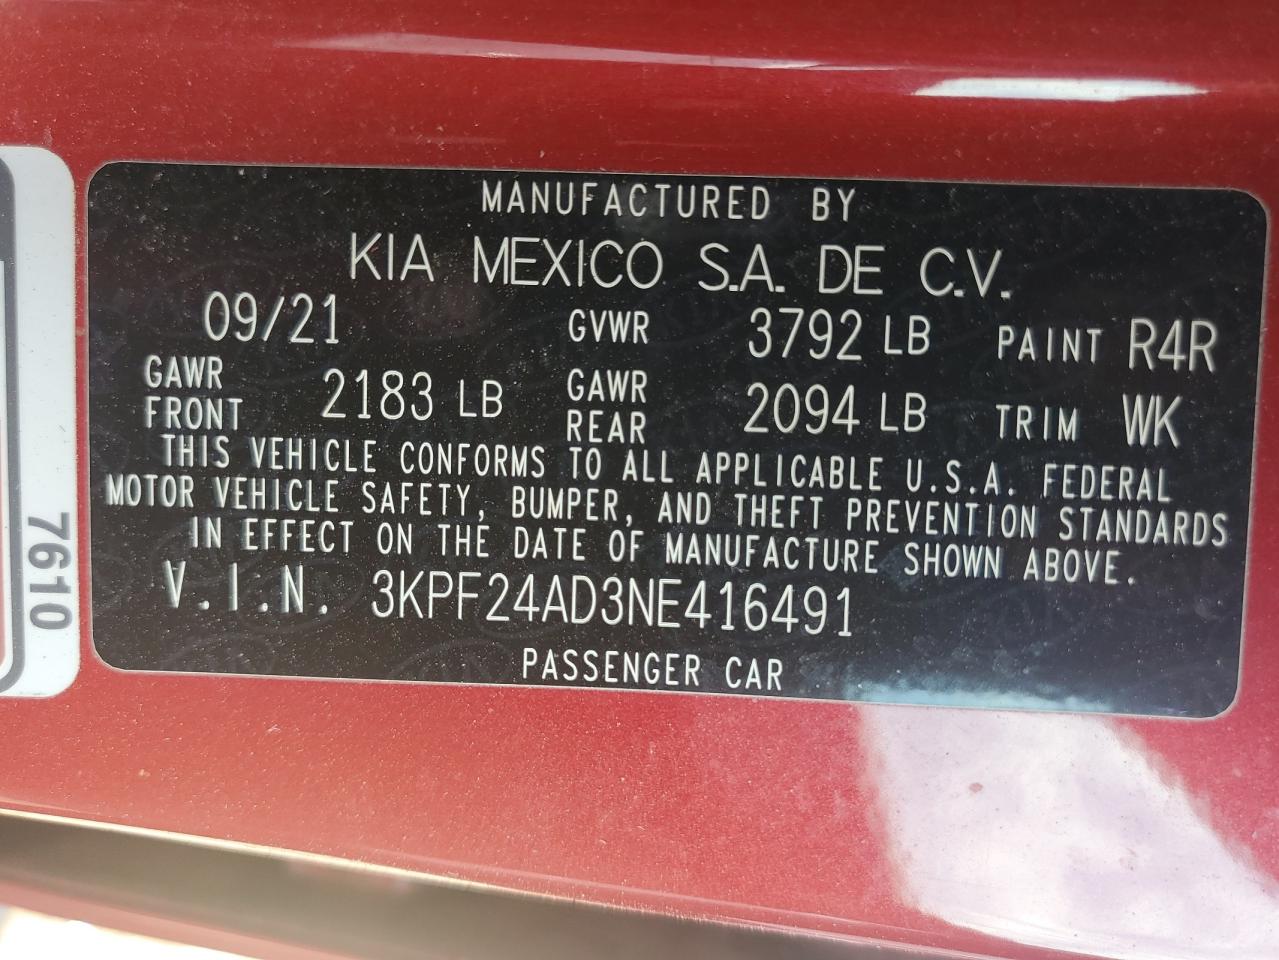 MANUFACTURED BY
KIA MEXICO S.A. DE C.V.
09/21 GVWR 3792 LB PAINT R4R
GAWR FRONT 2183 LB GAWR REAR 2094 LB TRIM WK
THIS VEHICLE CONFORMS TO ALL APPLICABLE U.S.A. FEDERAL
MOTOR VEHICLE SAFETY, BUMPER, AND THEFT PREVENTION STANDARDS
IN EFFECT ON THE DATE OF MANUFACTURE SHOWN ABOVE.
V.I.N. 3KPF24AD3NE416491
PASSENGER CAR
7610